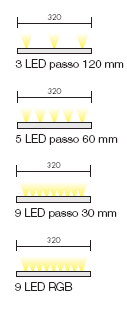 320
3 LED passo 120 mm
320
5 LED passo 60 mm
320
9 LED passo 30 mm
320
9 LED RGB